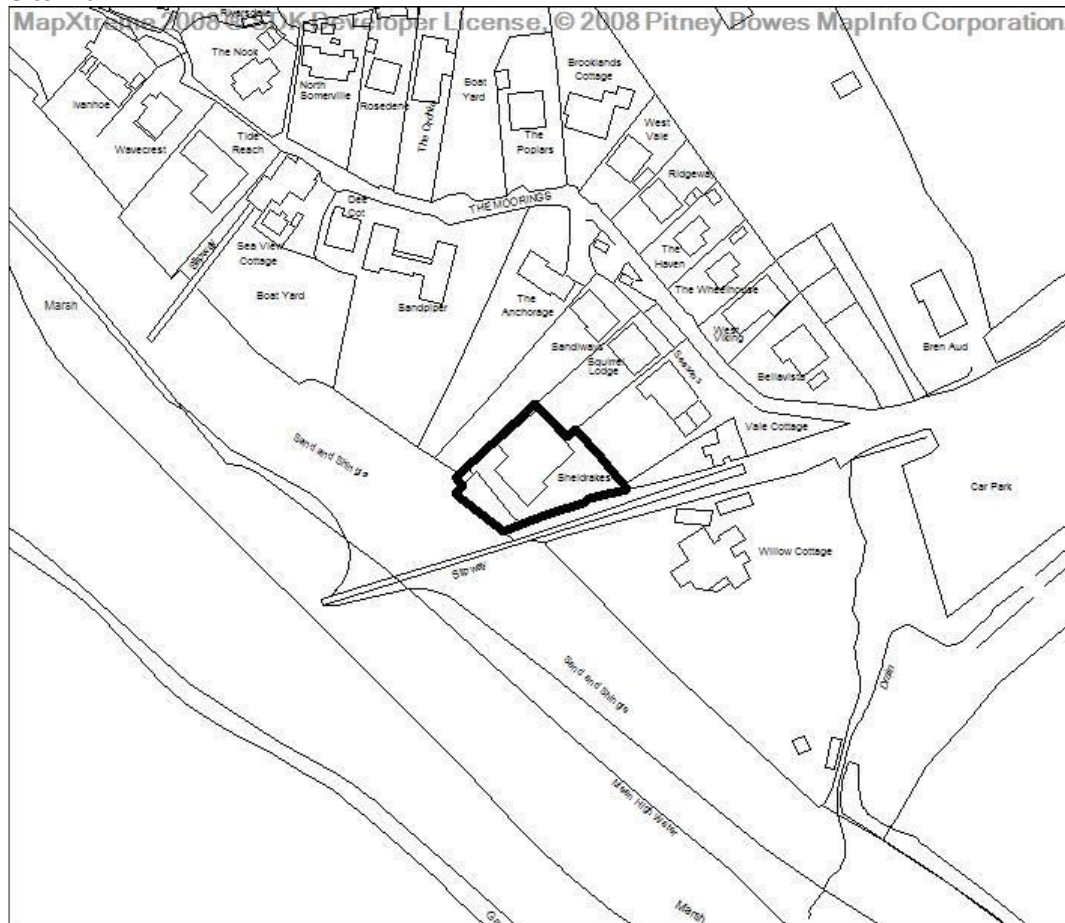 MapXtreme 2008 SDK Developer License, © 2008 Pitney Bowes MapInfo Corporation
Riversdale
The Nook
North
Somerville
Rosedene
Boat
Yard
Brooklands
Cottage
Ivanhoe
Wavecrest
Tide
Reach
The
Poplars
West
Vale
Ridgeway
THE MOORINGS
Dee
Cot
Slipway
Sea View
Cottage
The
Haven
Boat Yard
Sandpiper
The
Anchorage
The Wheelhouse
Marsh
Sandiways
West
Viking
Squirrel
Lodge
Bren Aud
Bellavista
Vale Cottage
Sand and Shingle
Sheldrakes
Car Park
Slipway
Willow Cottage
Sand and Shingle
Drain
Mean High Water
Marsh